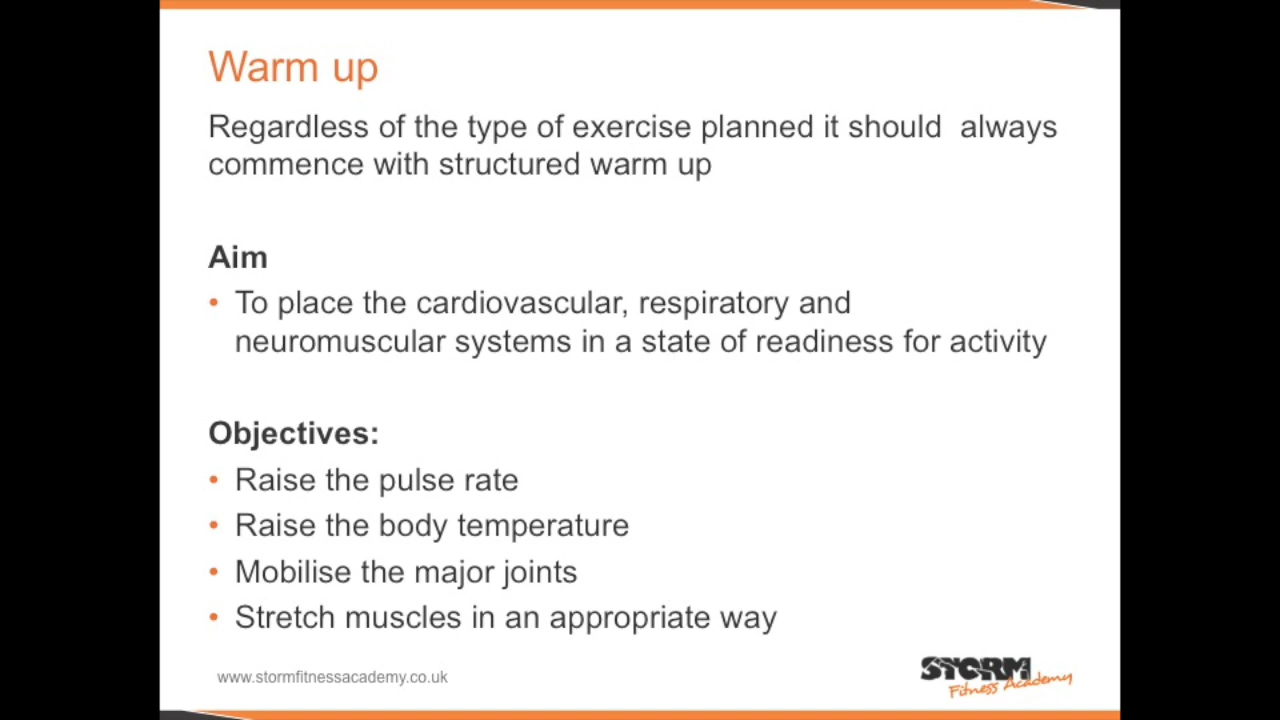 Warm up
Regardless of the type of exercise planned it should  always
commence with structured warm up
Aim
• To place the cardiovascular, respiratory and
neuromuscular systems in a state of readiness for activity
Objectives:
• Raise the pulse rate
• Raise the body temperature
• Mobilise the major joints
• Stretch muscles in an appropriate way
www.stormfitnessacademy.co.uk
STORM
Fitness Academy